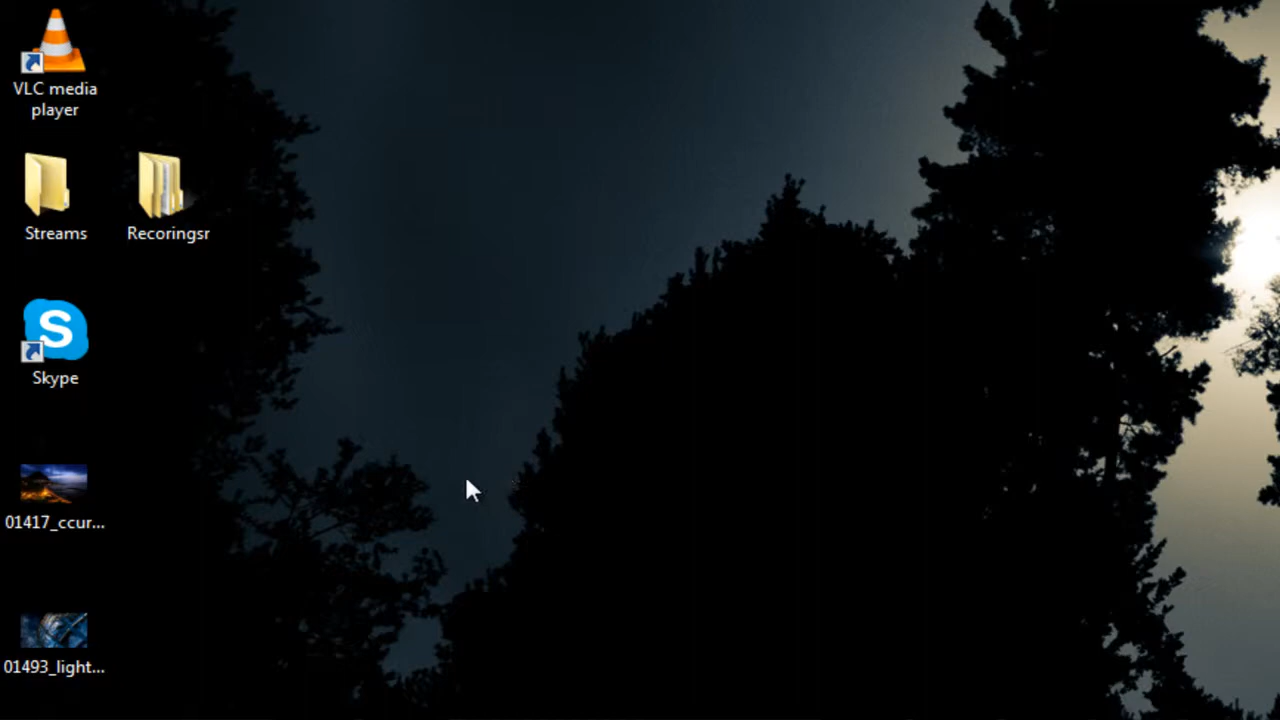 VLC media
player
Streams
Recoringsr
Skype
01417_ccur...
01493_light...